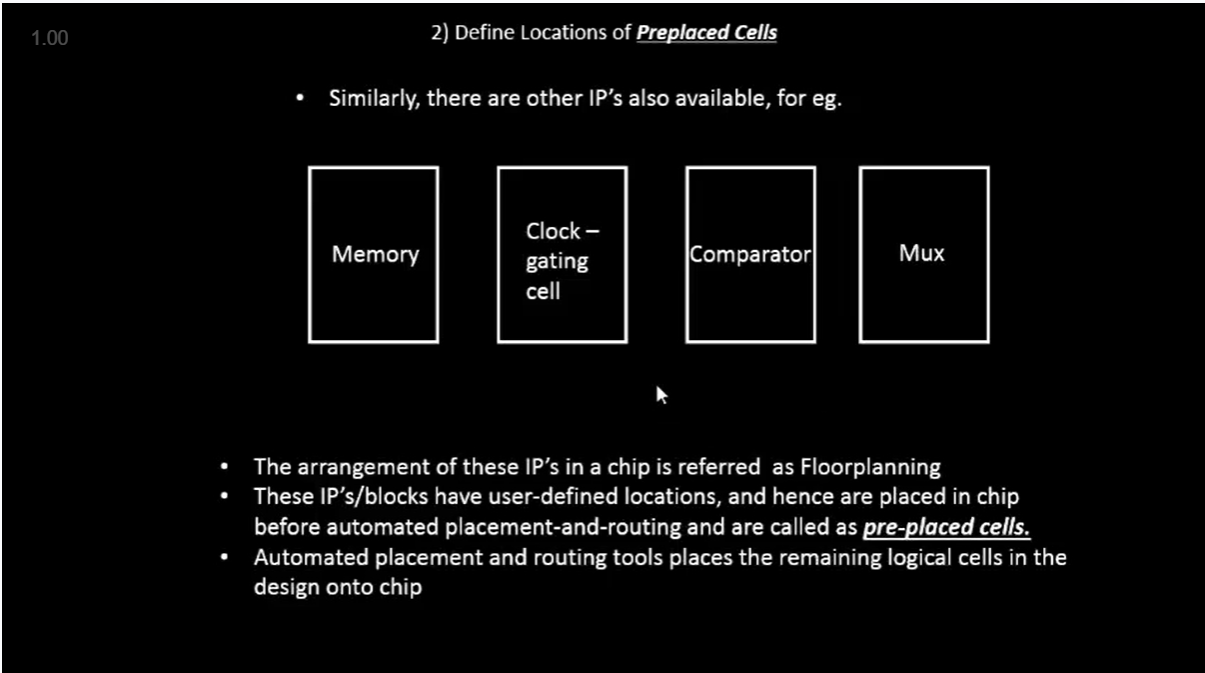 1.00
2) Define Locations of Preplaced Cells
• Similarly, there are other IP’s also available, for eg.
Memory
Clock –
gating
cell
Comparator
Mux
• The arrangement of these IP’s in a chip is referred  as Floorplanning
• These IP’s/blocks have user-defined locations, and hence are placed in chip
before automated placement-and-routing and are called as pre-placed cells.
• Automated placement and routing tools places the remaining logical cells in the
design onto chip